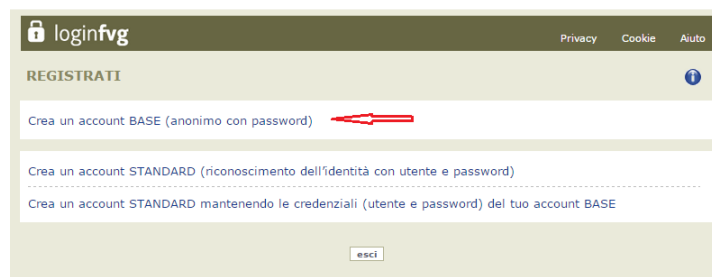 loginfvg
Privacy Cookie Aiuto
REGISTRATI
Crea un account BASE (anonimo con password)
Crea un account STANDARD (riconoscimento dell'identità con utente e password)
Crea un account STANDARD mantenendo le credenziali (utente e password) del tuo account BASE
esci